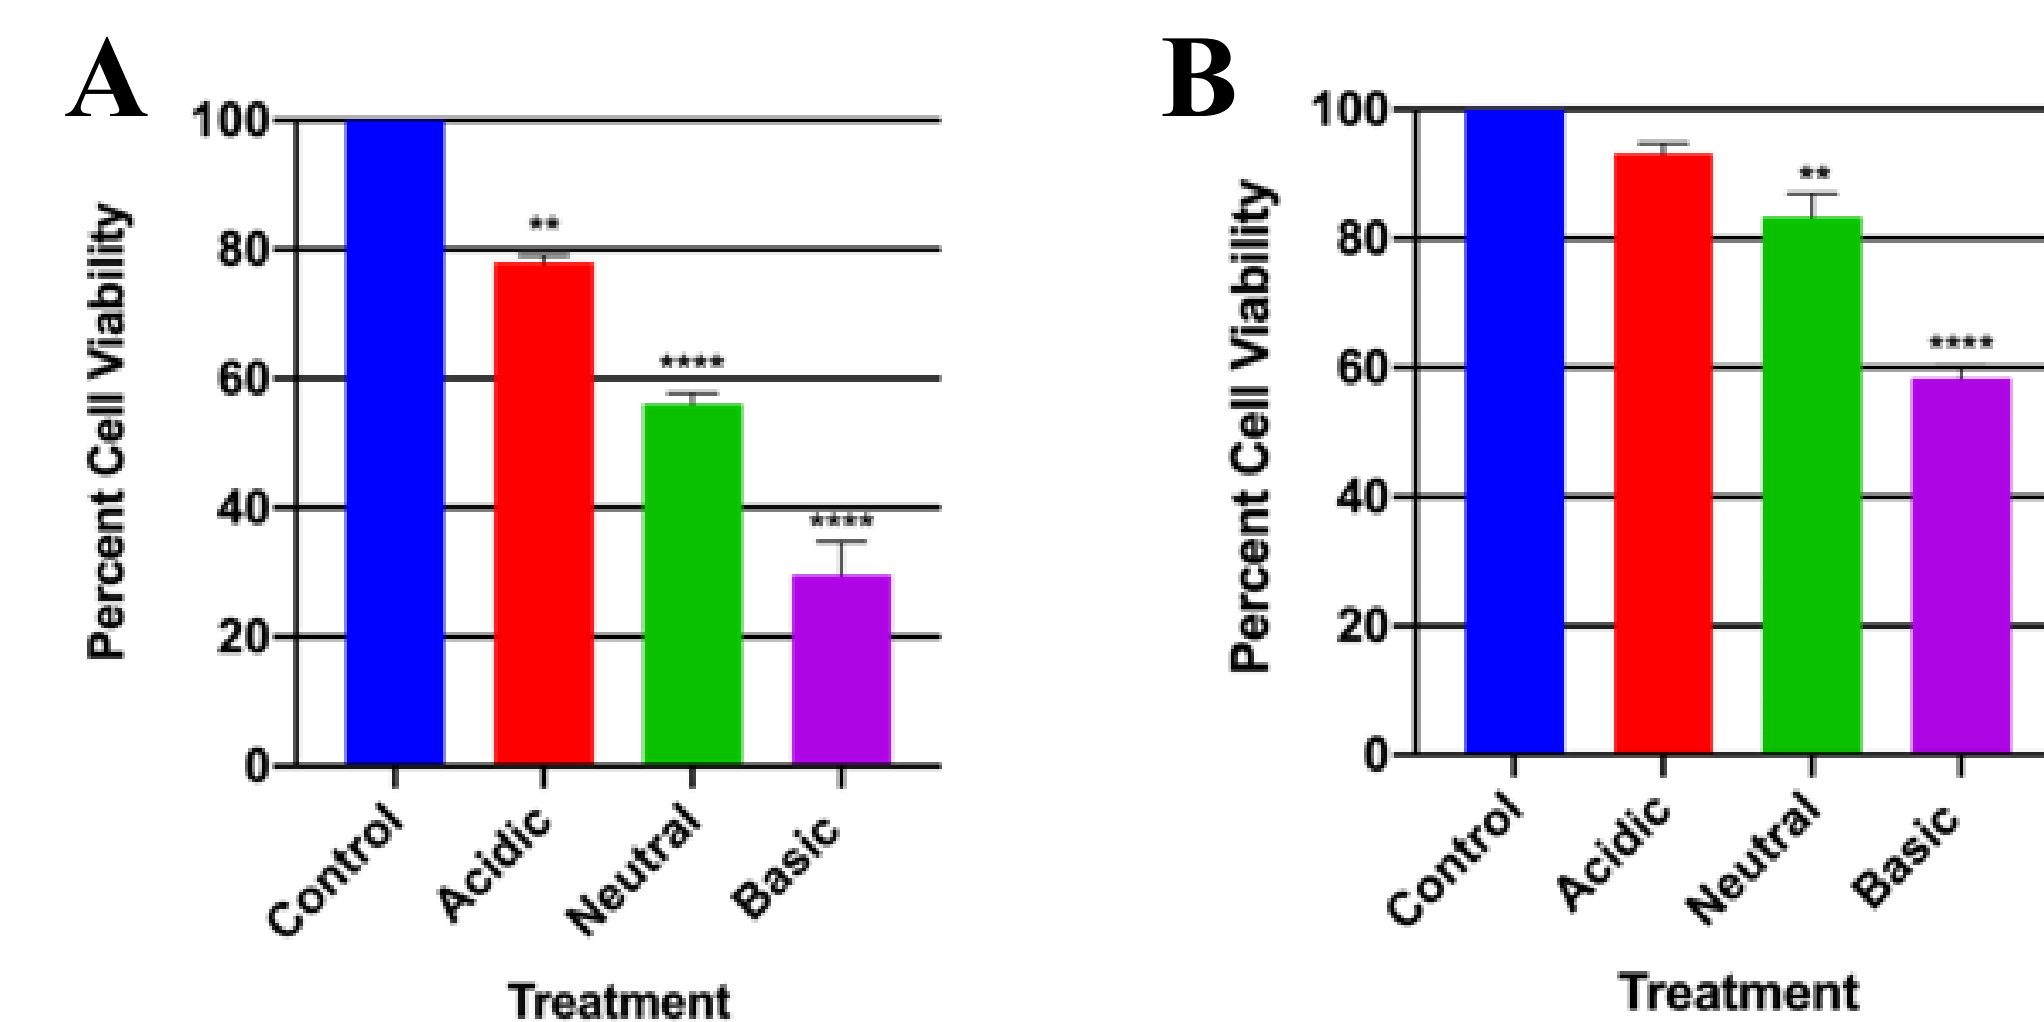 A
100
80
60
40
20
0
Percent Cell Viability
**
****
****
Control
Acidic
Neutral
Basic
Treatment
B
100
80
60
40
20
0
Percent Cell Viability
**
****
Control
Acidic
Neutral
Basic
Treatment